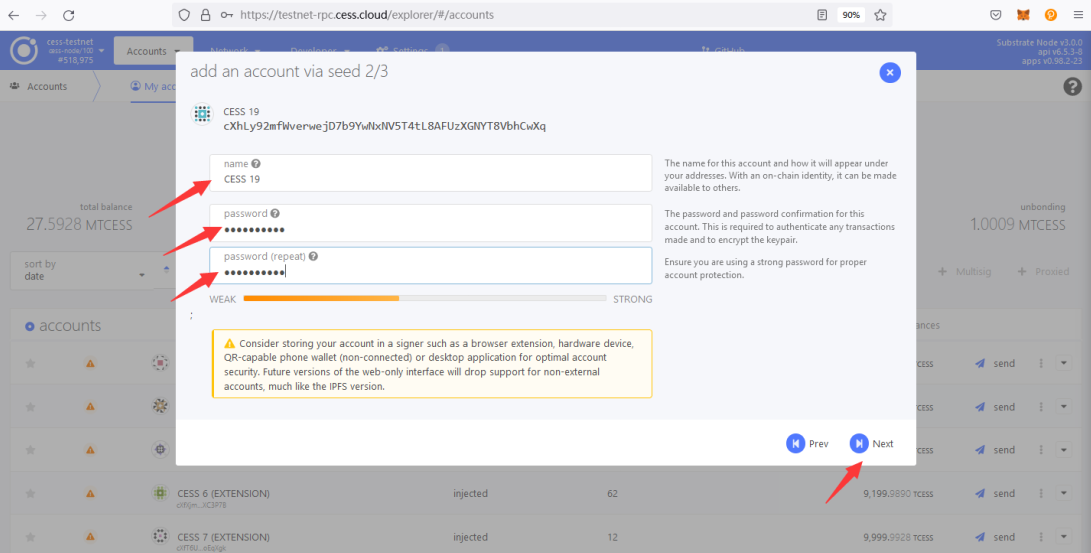 https://testnet-rpc.cess.cloud/explorer/#/accounts
90%
cess-testnet
cess-node/100
#518,975
Accounts
Network
Developer
Settings
1
GitHub
Substrate Node v3.0.0
api v6.5.3-8
apps v0.98.2-23
Accounts
My acc
add an account via seed 2/3
CESS 19
cXhLy92mfWverwejD7b9YwNxNV5T4tL8AFUzXGNYT8VbhCwXq
name
CESS 19
The name for this account and how it will appear under
your addresses. With an on-chain identity, it can be made
available to others.
password
●●●●●●●●●●
The password and password confirmation for this
account. This is required to authenticate any transactions
made and to encrypt the keypair.
password (repeat)
●●●●●●●●●●
Ensure you are using a strong password for proper
account protection.
WEAK
STRONG
Consider storing your account in a signer such as a browser extension, hardware device,
QR-capable phone wallet (non-connected) or desktop application for optimal account
security. Future versions of the web-only interface will drop support for non-external
accounts, much like the IPFS version.
Prev
Next
total balance
27.5928 MTCESS
unbonding
1.0009 MTCESS
sort by
date
Multisig
Proxied
accounts
ances
CESS
send
CESS
send
CESS
send
CESS 6 (EXTENSION)
injected
62
9,199.9890 TCESS
send
CESS 7 (EXTENSION)
injected
12
9,999.9928 TCESS
send